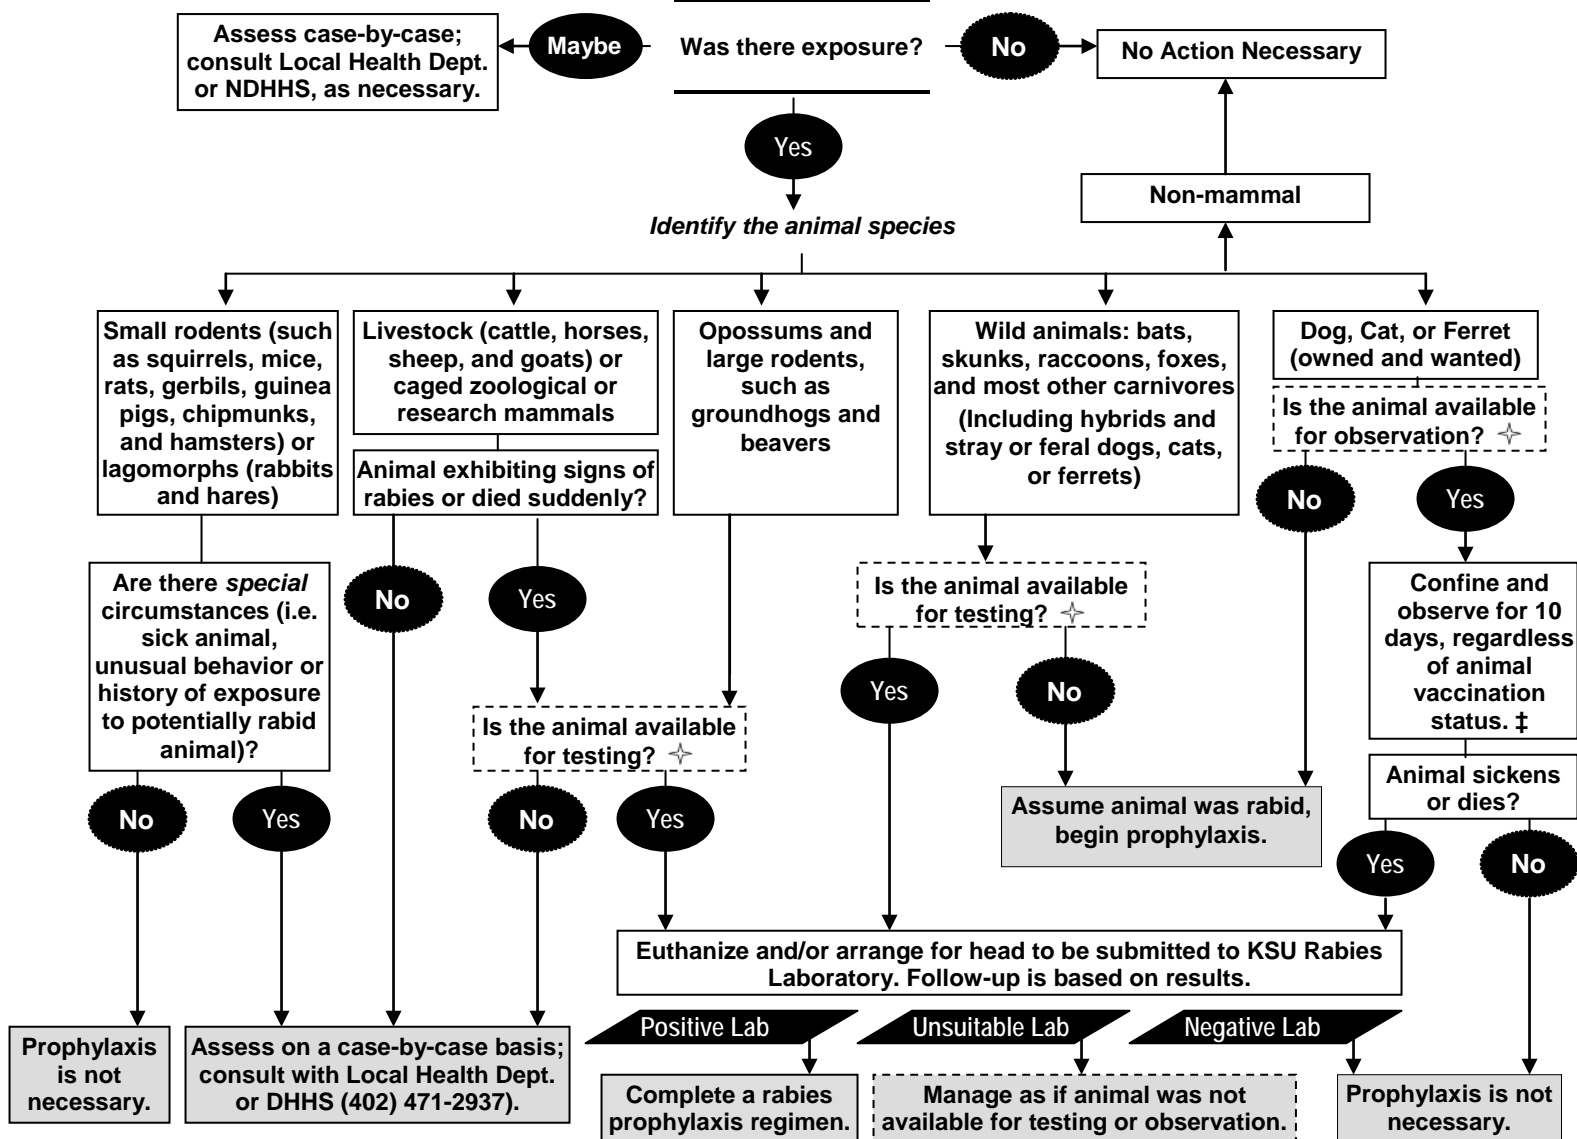 Assess case-by-case;
consult Local Health Dept.
or NDHHS, as necessary.
Maybe
Was there exposure?
No
No Action Necessary
Yes
Non-mammal
Identify the animal species
Small rodents (such
as squirrels, mice,
rats, gerbils, guinea
pigs, chipmunks,
and hamsters) or
lagomorphs (rabbits
and hares)
Livestock (cattle, horses,
sheep, and goats) or
caged zoological or
research mammals
Opossums and
large rodents,
such as
groundhogs and
beavers
Wild animals: bats,
skunks, raccoons, foxes,
and most other carnivores
(Including hybrids and
stray or feral dogs, cats,
or ferrets)
Dog, Cat, or Ferret
(owned and wanted)
Is the animal available
for observation? ✧
Animal exhibiting signs of
rabies or died suddenly?
No
Yes
Are there special
circumstances (i.e.
sick animal,
unusual behavior or
history of exposure
to potentially rabid
animal)?
No
Yes
Is the animal available
for testing? ✧
Confine and
observe for 10
days, regardless
of animal
vaccination
status. ‡
Yes
No
Is the animal available
for testing? ✧
Animal sickens
or dies?
No
Yes
No
Yes
Assume animal was rabid,
begin prophylaxis.
Yes
No
Euthanize and/or arrange for head to be submitted to KSU Rabies
Laboratory. Follow-up is based on results.
Positive Lab
Unsuitable Lab
Negative Lab
Prophylaxis
is not
necessary.
Assess on a case-by-case basis;
consult with Local Health Dept.
or DHHS (402) 471-2937).
Complete a rabies
prophylaxis regimen.
Manage as if animal was not
available for testing or observation.
Prophylaxis is not
necessary.